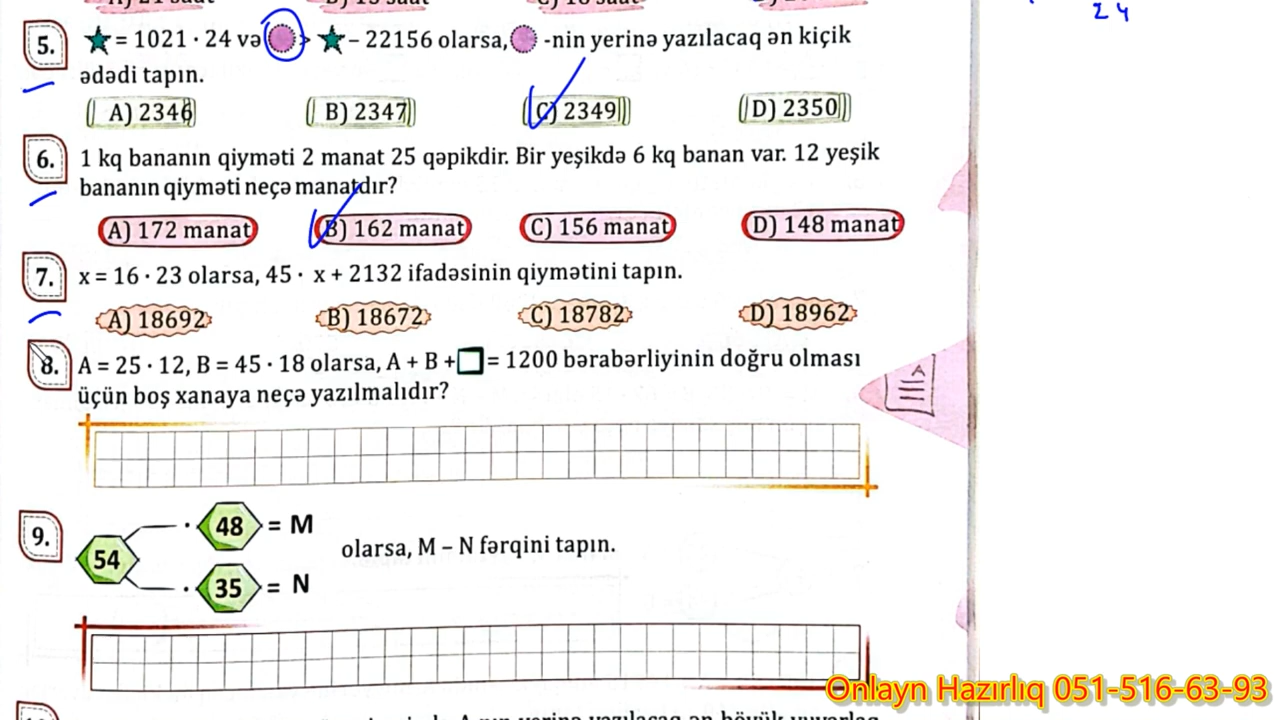 24
5. ★ = 1021 · 24 və ● > ★ – 22156 olarsa, ● -nin yerinə yazılacaq ən kiçik
ədədi tapın.
A) 2346 B) 2347 C) 2349 D) 2350
6. 1 kq bananın qiyməti 2 manat 25 qəpikdir. Bir yeşikdə 6 kq banan var. 12 yeşik
bananın qiyməti neçə manatdır?
A) 172 manat B) 162 manat C) 156 manat D) 148 manat
7. x = 16 · 23 olarsa, 45 · x + 2132 ifadəsinin qiymətini tapın.
A) 18692 B) 18672 C) 18782 D) 18962
8. A = 25 · 12, B = 45 · 18 olarsa, A + B + □ = 1200 bərabərliyinin doğru olması
üçün boş xanaya neçə yazılmalıdır?
A
9. 54 · 48 = M
· 35 = N
olarsa, M – N fərqini tapın.
Onlayn Hazırlıq 051-516-63-93